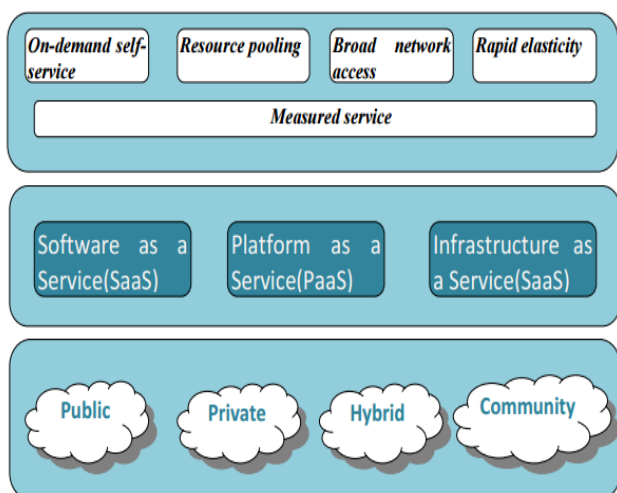 On-demand self-
service
Resource pooling
Broad network
access
Rapid elasticity
Measured service
Software as a
Service(SaaS)
Platform as a
Service(PaaS)
Infrastructure as
a Service(SaaS)
Public
Private
Hybrid
Community